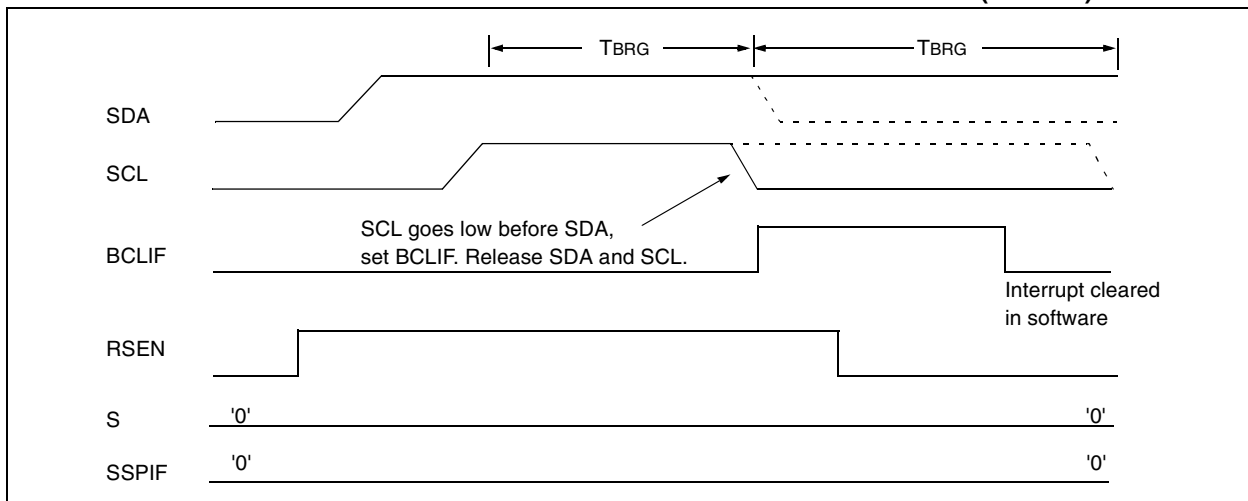 TBRG TBRG
SDA
SCL
SCL goes low before SDA,
set BCLIF. Release SDA and SCL.
BCLIF
Interrupt cleared
in software
RSEN
S '0' '0'
SSPIF '0' '0'